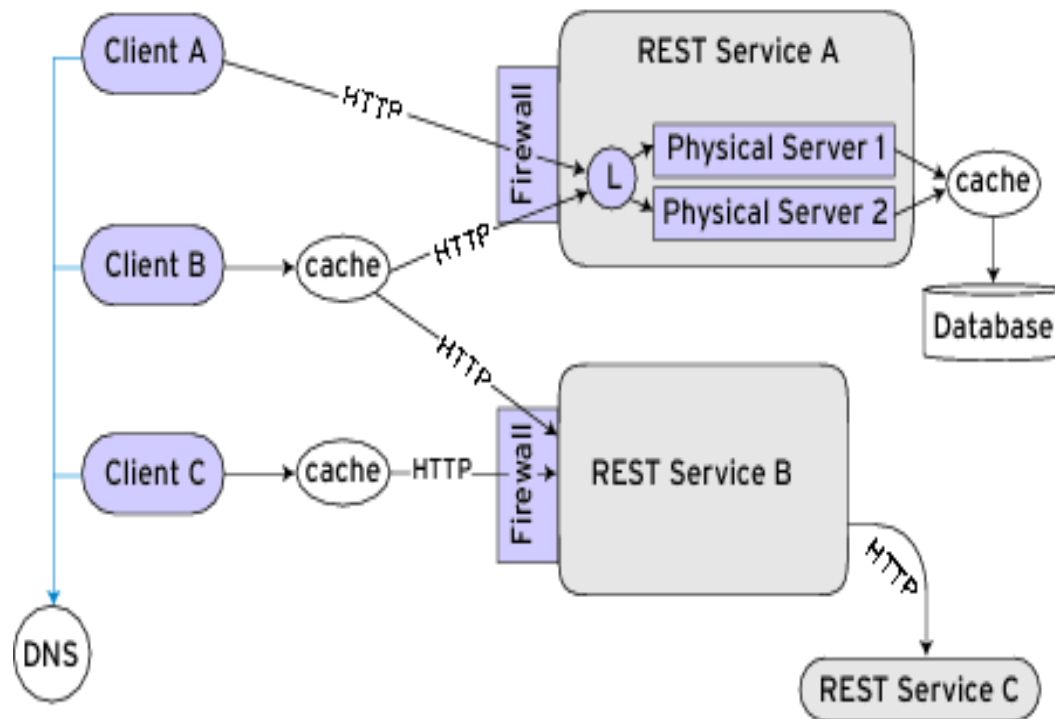 Client A
HTTP
REST Service A
Firewall
L
Physical Server 1
Physical Server 2
cache
Database
Client B
cache
HTTP
HTTP
Client C
cache
HTTP
Firewall
REST Service B
HTTP
DNS
REST Service C